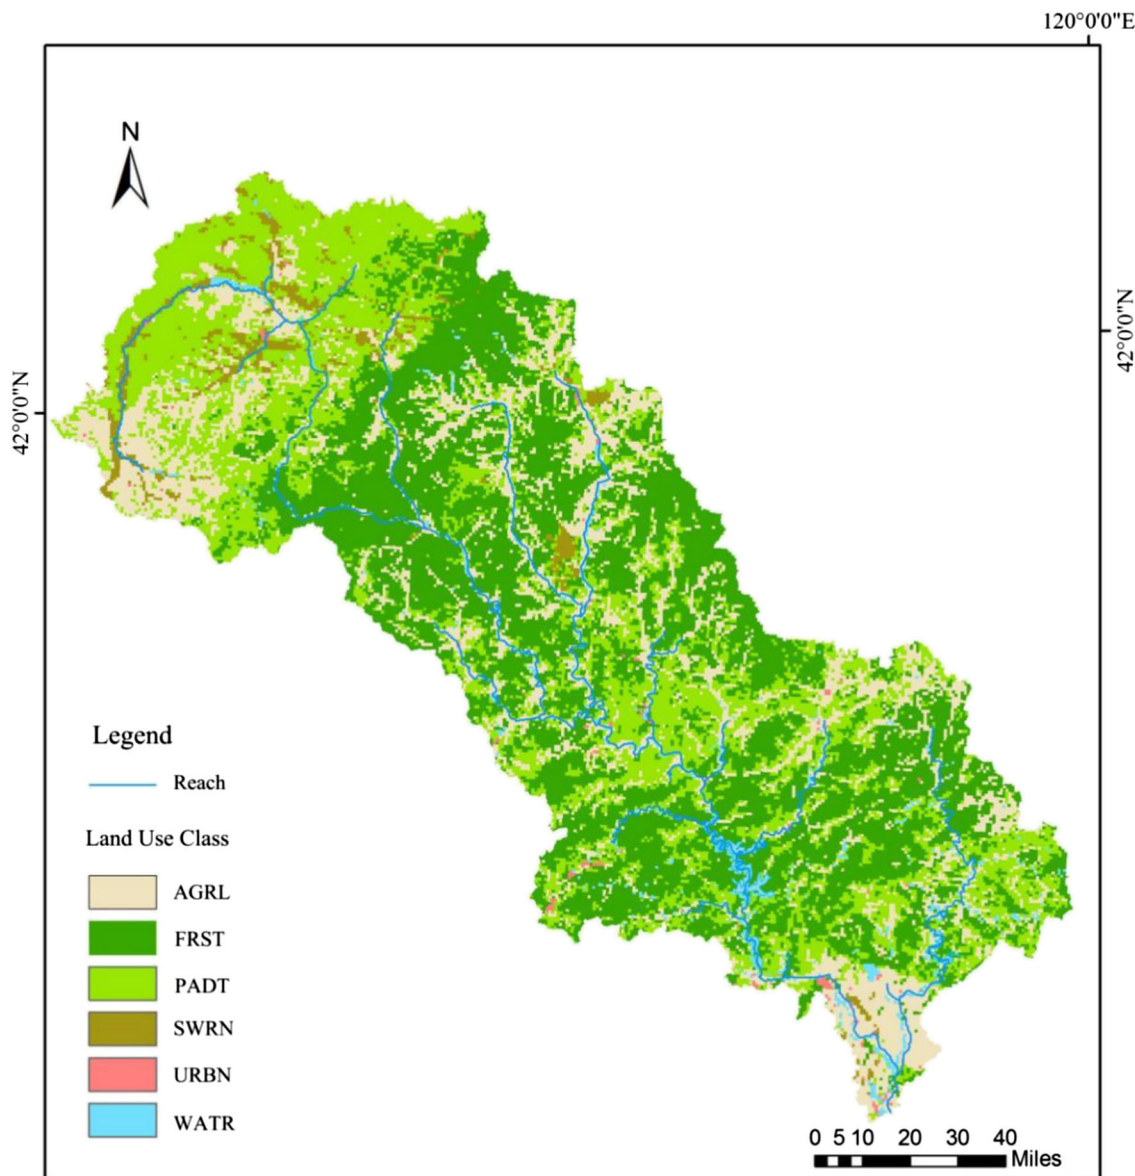 120°0'0"E
N
42°0'0"N
42°0'0"N
Legend
Reach
Land Use Class
AGRL
FRST
PADT
SWRN
URBN
WATR
0 5 10 20 30 40
Miles